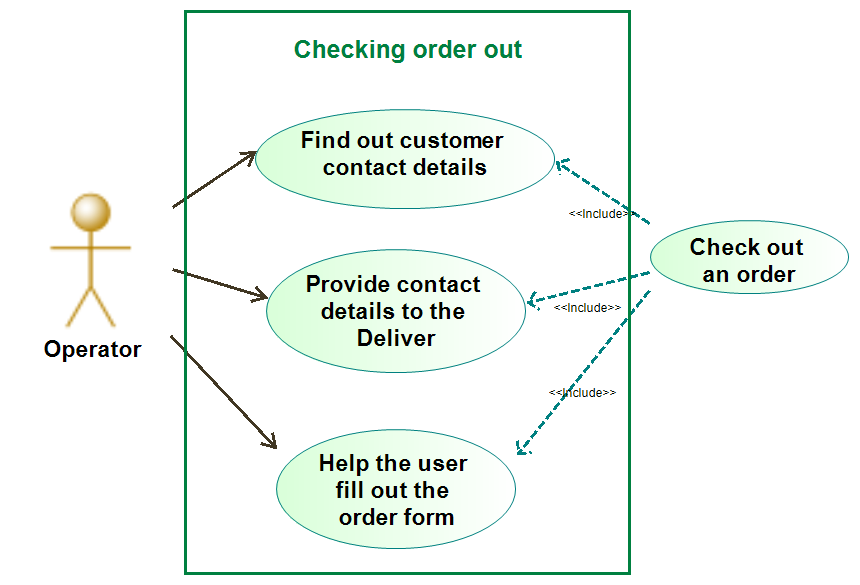 Checking order out
Find out customer
contact details
<<Include>>
Check out
an order
Provide contact
details to the
Deliver
<<Include>>
Operator
<<Include>>
Help the user
fill out the
order form